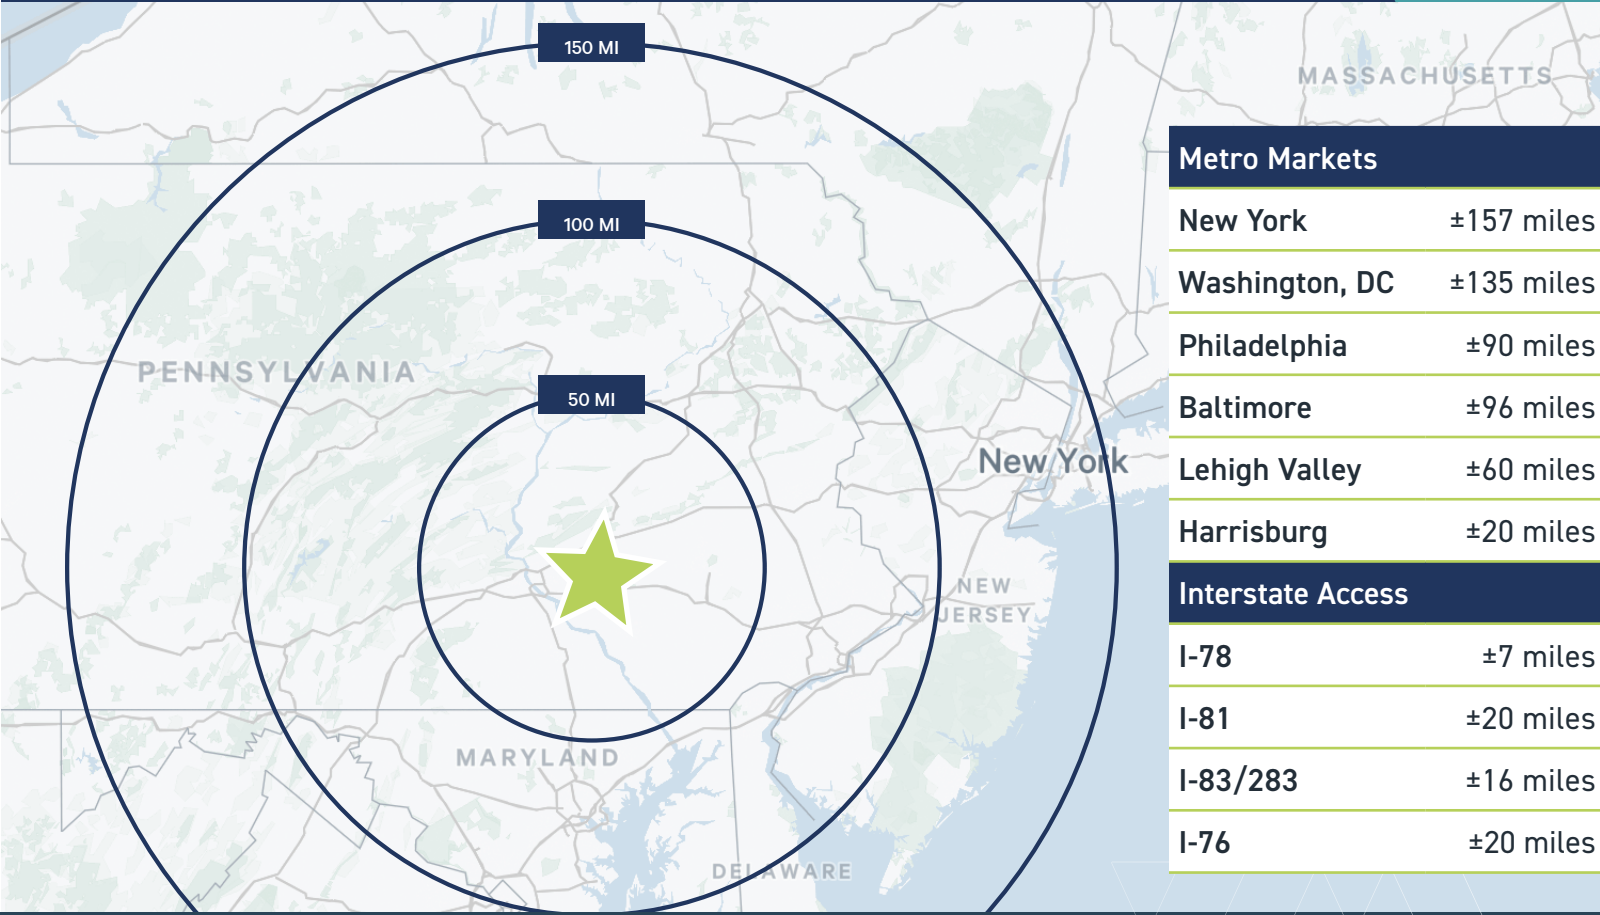 150 MI
MASSACHUSETTS
100 MI
PENNSYLVANIA
50 MI
New York
NEW
JERSEY
MARYLAND
DELAWARE
Metro Markets
New York ±157 miles
Washington, DC ±135 miles
Philadelphia ±90 miles
Baltimore ±96 miles
Lehigh Valley ±60 miles
Harrisburg ±20 miles
Interstate Access
I-78 ±7 miles
I-81 ±20 miles
I-83/283 ±16 miles
I-76 ±20 miles